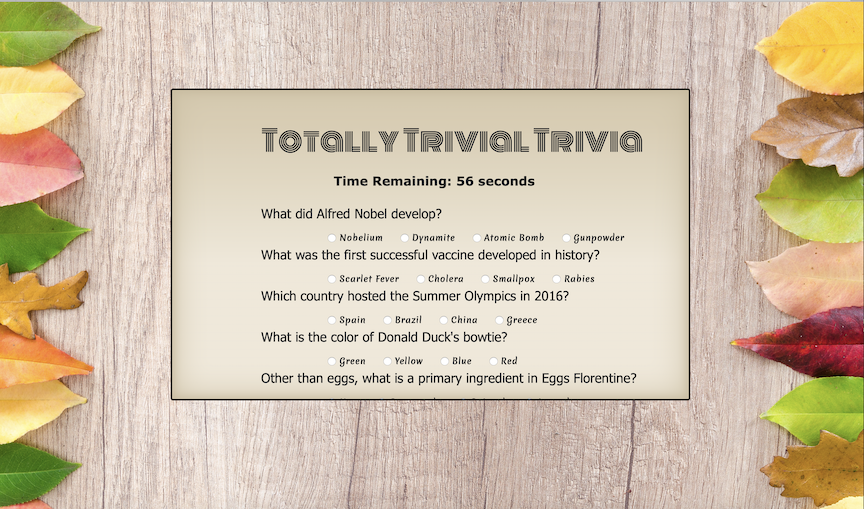 Totally Trivial Trivia
Time Remaining: 56 seconds
What did Alfred Nobel develop?
Nobelium Dynamite Atomic Bomb Gunpowder
What was the first successful vaccine developed in history?
Scarlet Fever Cholera Smallpox Rabies
Which country hosted the Summer Olympics in 2016?
Spain Brazil China Greece
What is the color of Donald Duck's bowtie?
Green Yellow Blue Red
Other than eggs, what is a primary ingredient in Eggs Florentine?